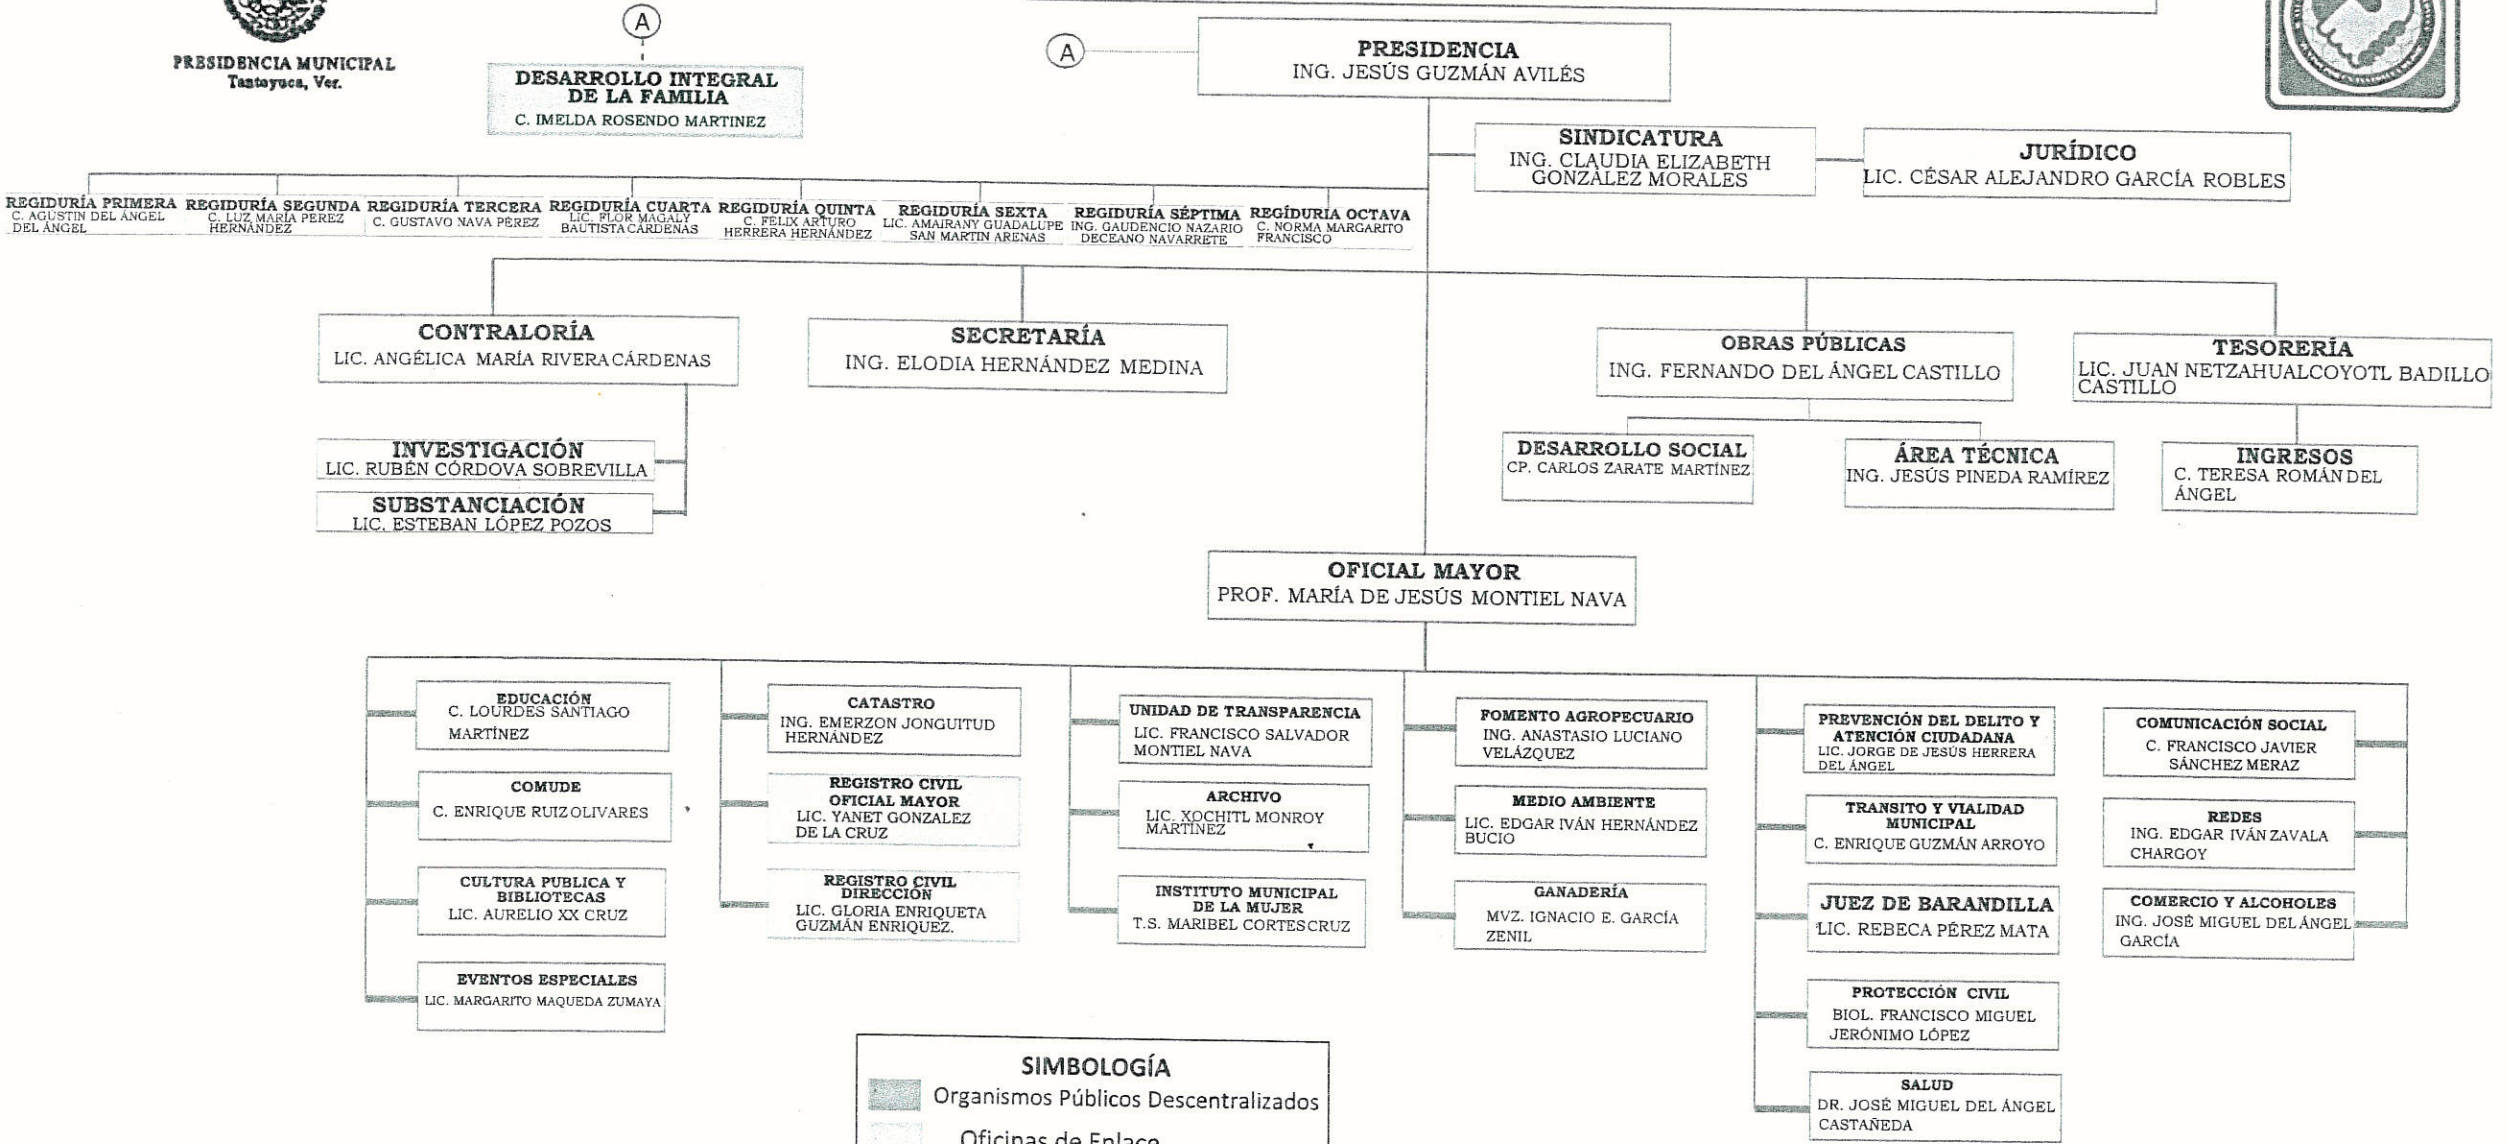 PRESIDENCIA MUNICIPAL
Tantoyuca, Ver.
A
DESARROLLO INTEGRAL
DE LA FAMILIA
C. IMELDA ROSENDO MARTINEZ
A
PRESIDENCIA
ING. JESÚS GUZMÁN AVILÉS
SINDICATURA
ING. CLAUDIA ELIZABETH
GONZÁLEZ MORALES
JURÍDICO
LIC. CÉSAR ALEJANDRO GARCÍA ROBLES
REGIDURÍA PRIMERA
C. AGUSTIN DEL ÁNGEL
DEL ÁNGEL
REGIDURÍA SEGUNDA
C. LUZ MARÍA PEREZ
HERNÁNDEZ
REGIDURÍA TERCERA
C. GUSTAVO NAVA PÉREZ
REGIDURÍA CUARTA
LIC. FLOR MAGALY
BAUTISTA CÁRDENAS
REGIDURÍA QUINTA
C. FELIX ARTURO
HERRERA HERNÁNDEZ
REGIDURÍA SEXTA
LIC. AMAIRANY GUADALUPE
SAN MARTIN ARENAS
REGIDURÍA SÉPTIMA
ING. GAUDENCIO NAZARIO
DECEANO NAVARRETE
REGÍDURÍA OCTAVA
C. NORMA MARGARITO
FRANCISCO
CONTRALORÍA
LIC. ANGÉLICA MARÍA RIVERA CÁRDENAS
SECRETARÍA
ING. ELODIA HERNÁNDEZ MEDINA
OBRAS PÚBLICAS
ING. FERNANDO DEL ÁNGEL CASTILLO
TESORERÍA
LIC. JUAN NETZAHUALCOYOTL BADILLO
CASTILLO
INVESTIGACIÓN
LIC. RUBÉN CÓRDOVA SOBREVILLA
SUBSTANCIACIÓN
LIC. ESTEBAN LÓPEZ POZOS
DESARROLLO SOCIAL
CP. CARLOS ZARATE MARTÍNEZ
ÁREA TÉCNICA
ING. JESÚS PINEDA RAMÍREZ
INGRESOS
C. TERESA ROMÁN DEL
ÁNGEL
OFICIAL MAYOR
PROF. MARÍA DE JESÚS MONTIEL NAVA
EDUCACIÓN
C. LOURDES SANTIAGO
MARTÍNEZ
COMUDE
C. ENRIQUE RUIZ OLIVARES
CULTURA PUBLICA Y
BIBLIOTECAS
LIC. AURELIO XX CRUZ
EVENTOS ESPECIALES
LIC. MARGARITO MAQUEDA ZUMAYA
CATASTRO
ING. EMERZON JONGUITUD
HERNÁNDEZ
REGISTRO CIVIL
OFICIAL MAYOR
LIC. YANET GONZALEZ
DE LA CRUZ
REGISTRO CIVIL
DIRECCIÓN
LIC. GLORIA ENRIQUETA
GUZMÁN ENRIQUEZ.
UNIDAD DE TRANSPARENCIA
LIC. FRANCISCO SALVADOR
MONTIEL NAVA
ARCHIVO
LIC. XOCHITL MONROY
MARTÍNEZ
INSTITUTO MUNICIPAL
DE LA MUJER
T.S. MARIBEL CORTES CRUZ
FOMENTO AGROPECUARIO
ING. ANASTASIO LUCIANO
VELÁZQUEZ
MEDIO AMBIENTE
LIC. EDGAR IVÁN HERNÁNDEZ
BUCIO
GANADERÍA
MVZ. IGNACIO E. GARCÍA
ZENIL
PREVENCIÓN DEL DELITO Y
ATENCIÓN CIUDADANA
LIC. JORGE DE JESÚS HERRERA
DEL ÁNGEL
TRANSITO Y VIALIDAD
MUNICIPAL
C. ENRIQUE GUZMÁN ARROYO
JUEZ DE BARANDILLA
LIC. REBECA PÉREZ MATA
PROTECCIÓN CIVIL
BIOL. FRANCISCO MIGUEL
JERÓNIMO LÓPEZ
SALUD
DR. JOSÉ MIGUEL DEL ÁNGEL
CASTAÑEDA
COMUNICACIÓN SOCIAL
C. FRANCISCO JAVIER
SÁNCHEZ MERAZ
REDES
ING. EDGAR IVÁN ZAVALA
CHARGOY
COMERCIO Y ALCOHOLES
ING. JOSÉ MIGUEL DEL ÁNGEL
GARCÍA
SIMBOLOGÍA
Organismos Públicos Descentralizados
Oficinas de Enlace